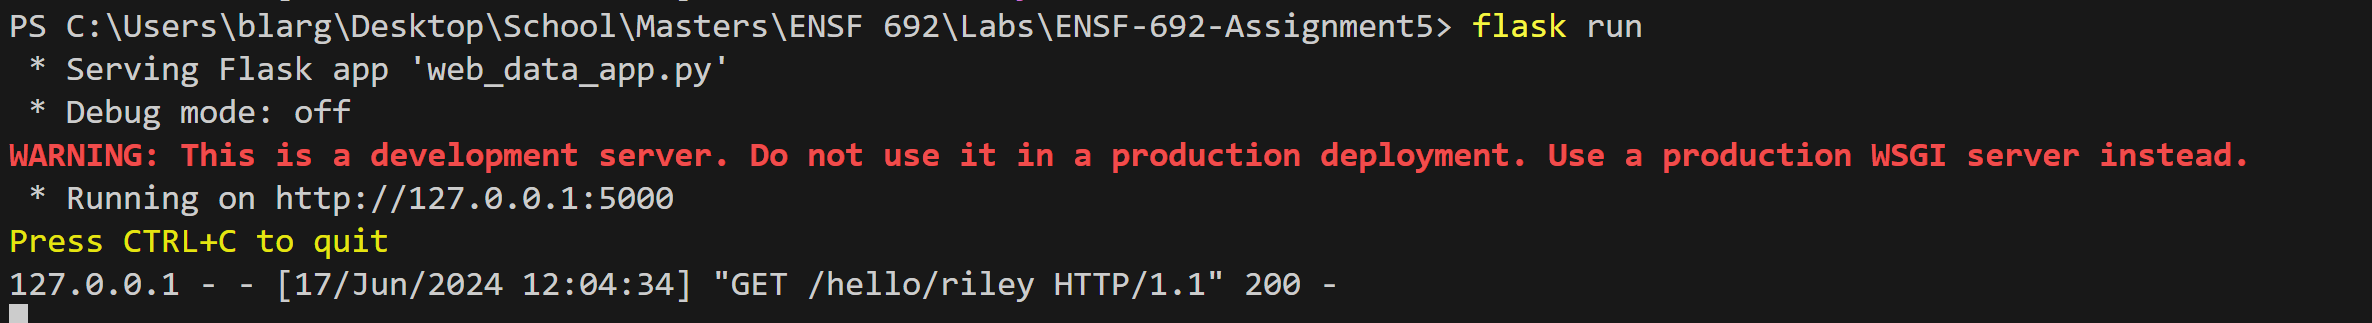 PS C:\Users\blarg\Desktop\School\Masters\ENSF 692\Labs\ENSF-692-Assignment5> flask run
 * Serving Flask app 'web_data_app.py'
 * Debug mode: off
WARNING: This is a development server. Do not use it in a production deployment. Use a production WSGI server instead.
 * Running on http://127.0.0.1:5000
Press CTRL+C to quit
127.0.0.1 - - [17/Jun/2024 12:04:34] "GET /hello/riley HTTP/1.1" 200 -